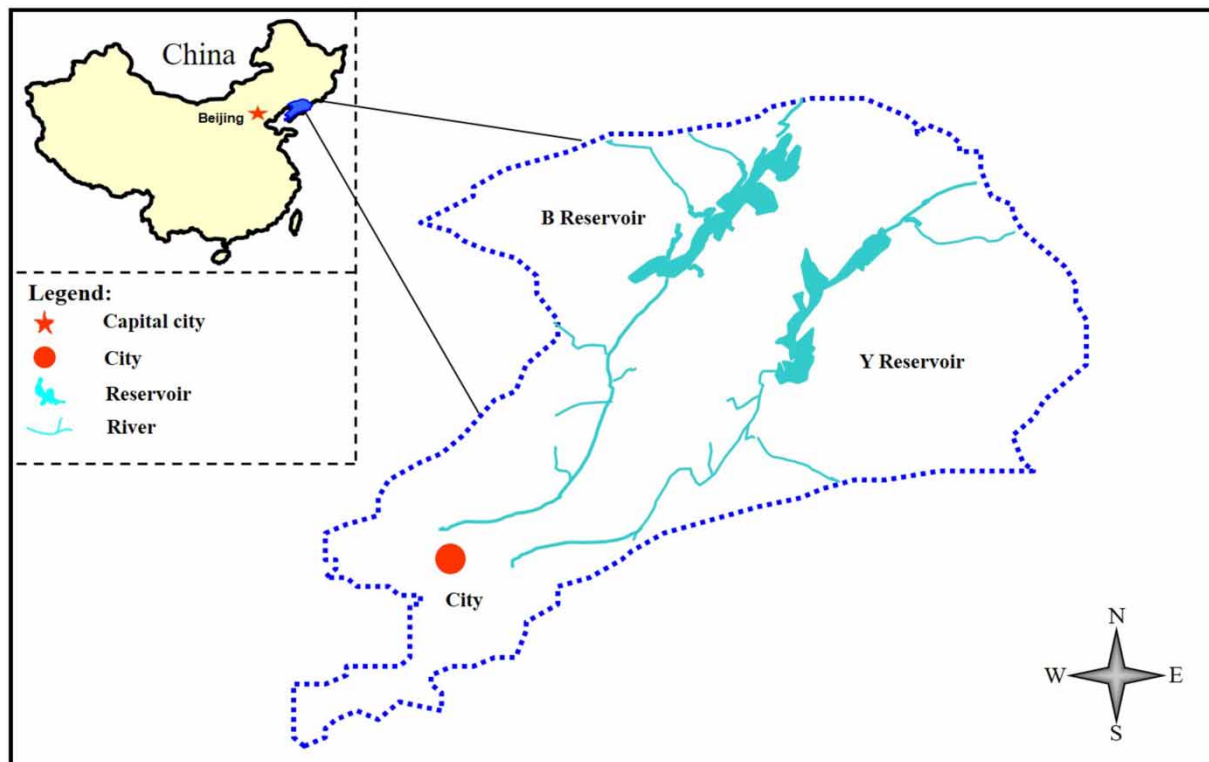 China
Beijing
Legend:
Capital city
City
Reservoir
River
B Reservoir
Y Reservoir
City
N
W E
S